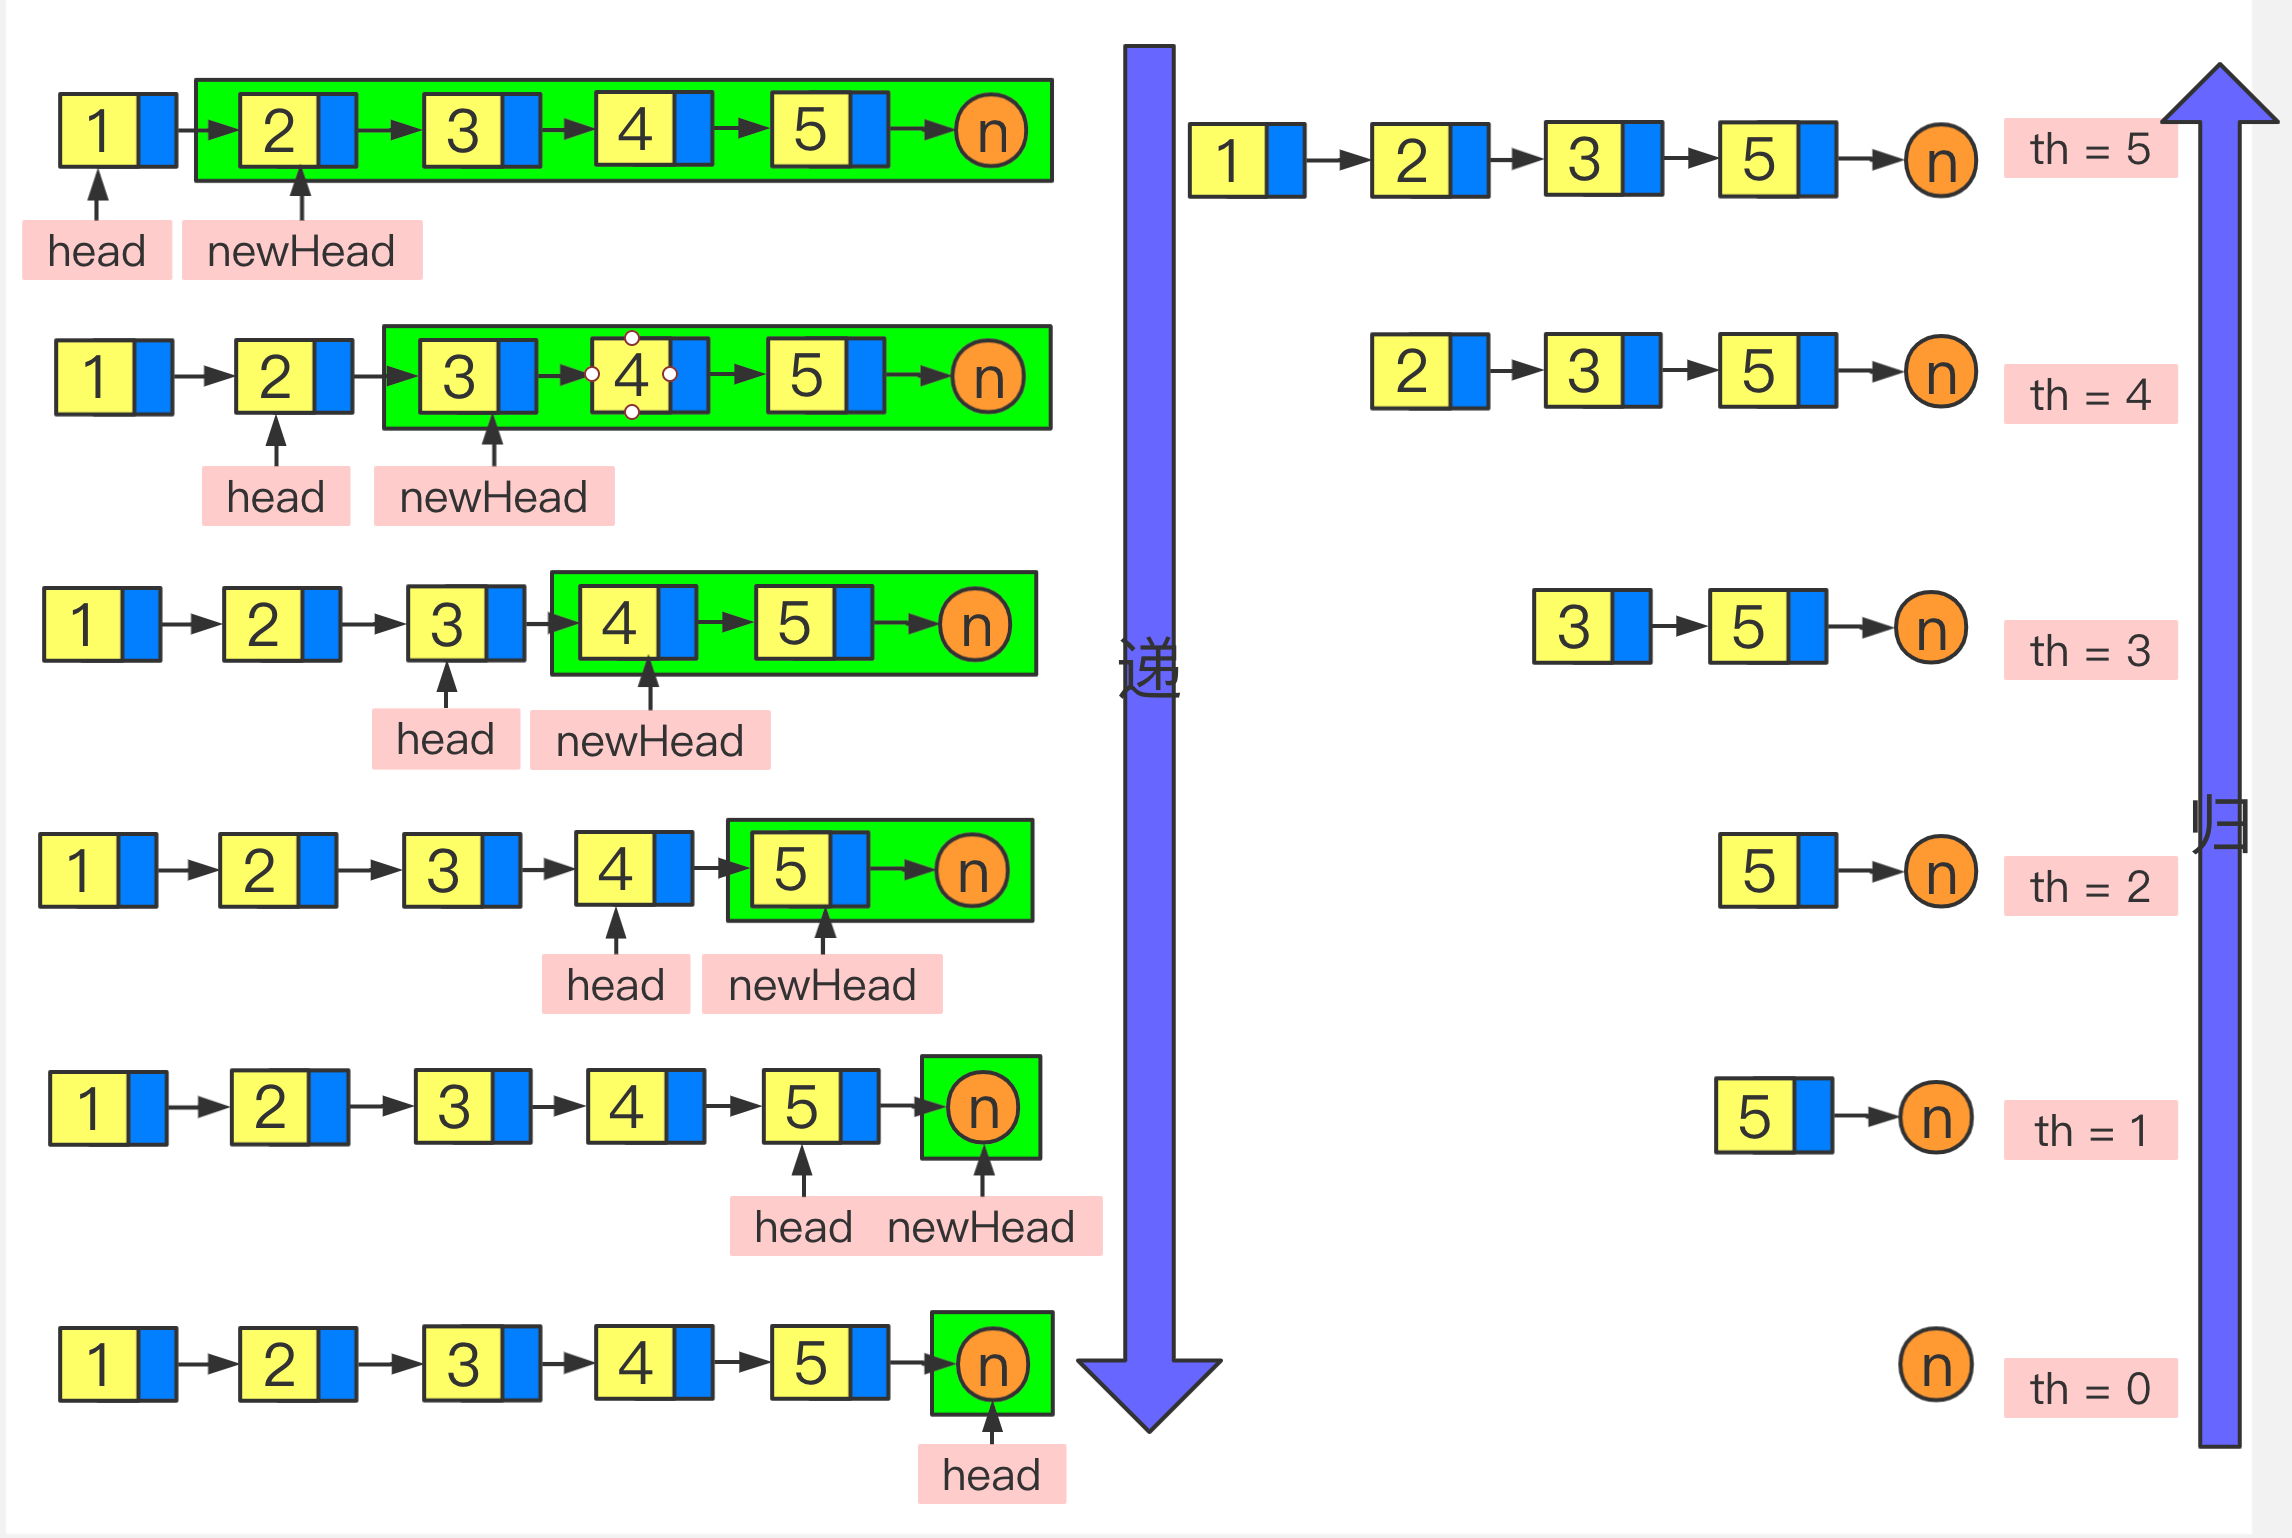 1 2 3 4 5 n
head newHead
1 2 3 4 5 n
head newHead
1 2 3 4 5 n
head newHead
1 2 3 4 5 n
head newHead
1 2 3 4 5 n
head newHead
1 2 3 4 5 n
head
递
1 2 3 5 n th = 5
2 3 5 n th = 4
3 5 n th = 3
5 n th = 2
5 n th = 1
n th = 0
归